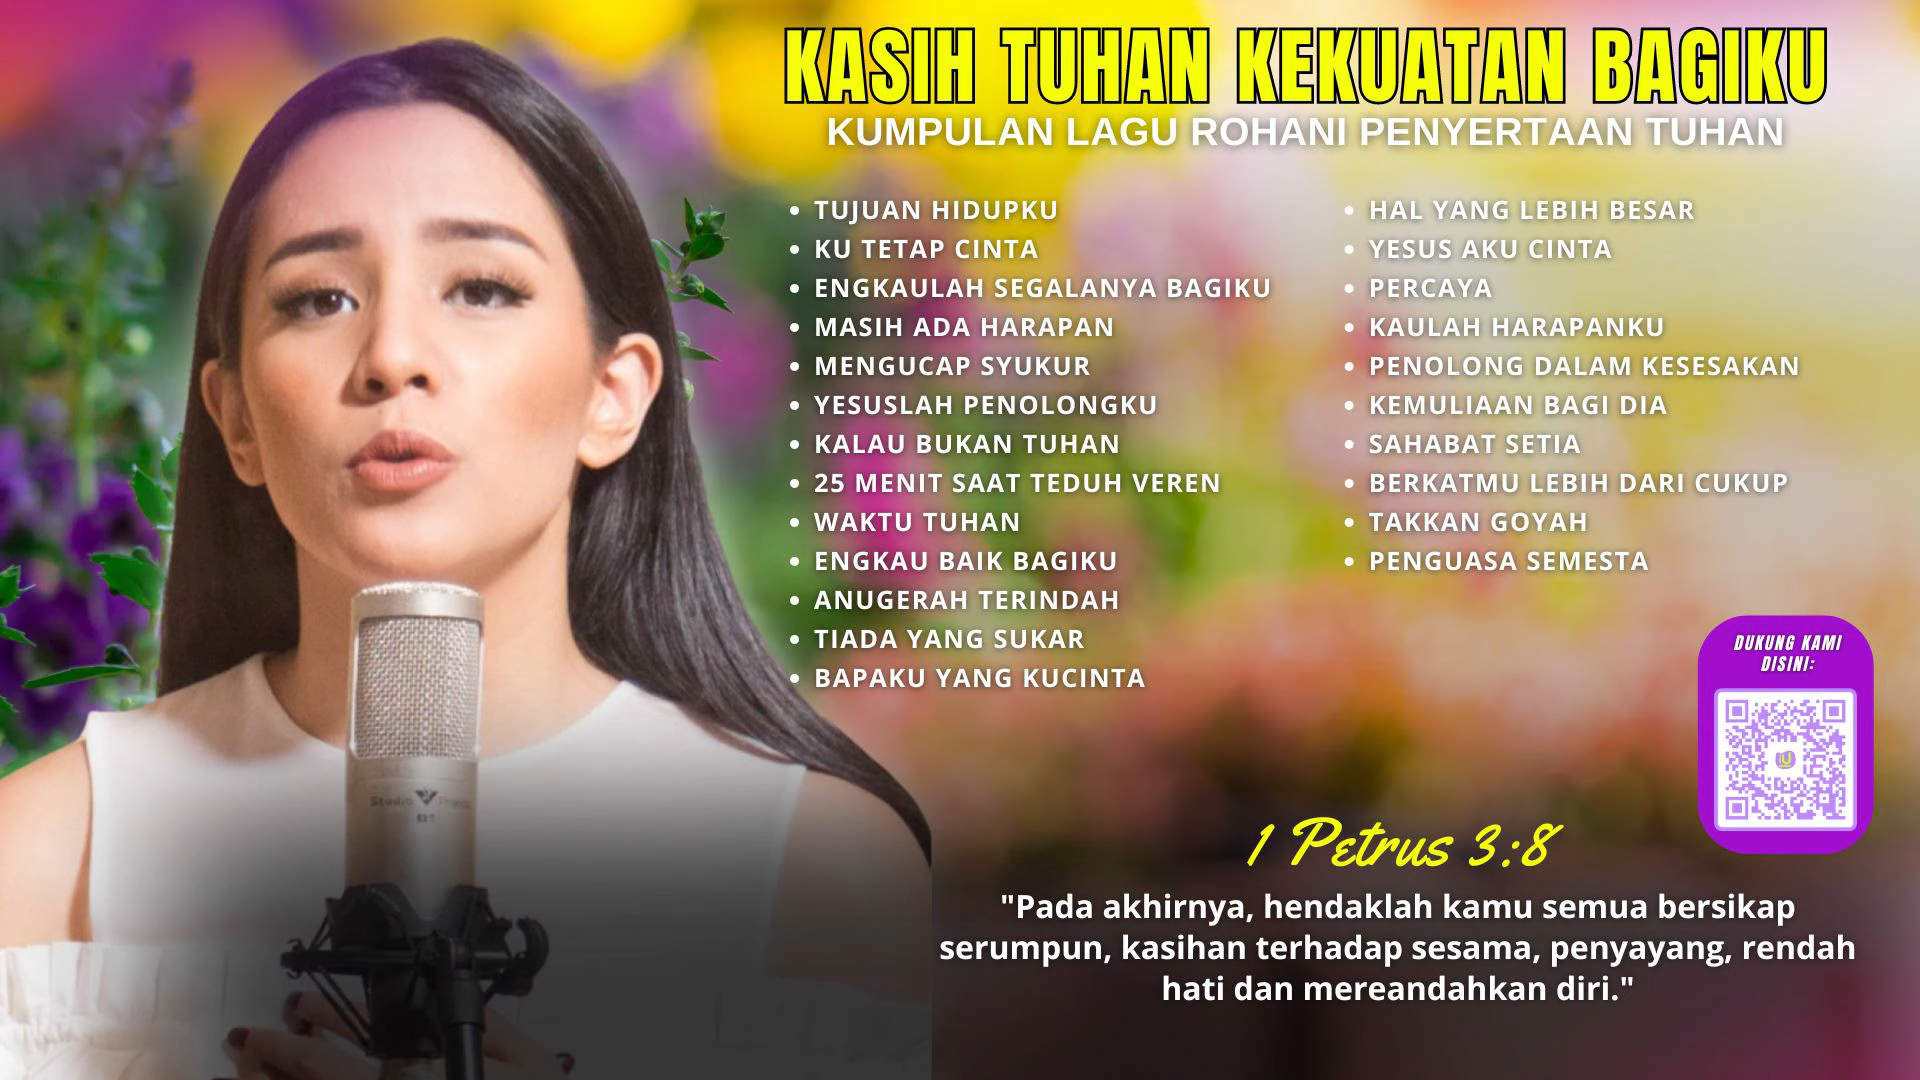 KASIH TUHAN KEKUATAN BAGIKU
KUMPULAN LAGU ROHANI PENYERTAAN TUHAN
TUJUAN HIDUPKU
KU TETAP CINTA
ENGKAULAH SEGALANYA BAGIKU
MASIH ADA HARAPAN
MENGUCAP SYUKUR
YESUSLAH PENOLONGKU
KALAU BUKAN TUHAN
25 MENIT SAAT TEDUH VEREN
WAKTU TUHAN
ENGKAU BAIK BAGIKU
ANUGERAH TERINDAH
TIADA YANG SUKAR
BAPAKU YANG KUCINTA
HAL YANG LEBIH BESAR
YESUS AKU CINTA
PERCAYA
KAULAH HARAPANKU
PENOLONG DALAM KESESAKAN
KEMULIAAN BAGI DIA
SAHABAT SETIA
BERKATMU LEBIH DARI CUKUP
TAKKAN GOYAH
PENGUASA SEMESTA
DUKUNG KAMI
DISINI:
1 Petrus 3:8
"Pada akhirnya, hendaklah kamu semua bersikap
serumpun, kasihan terhadap sesama, penyayang, rendah
hati dan mereandahkan diri."
Studio
B1